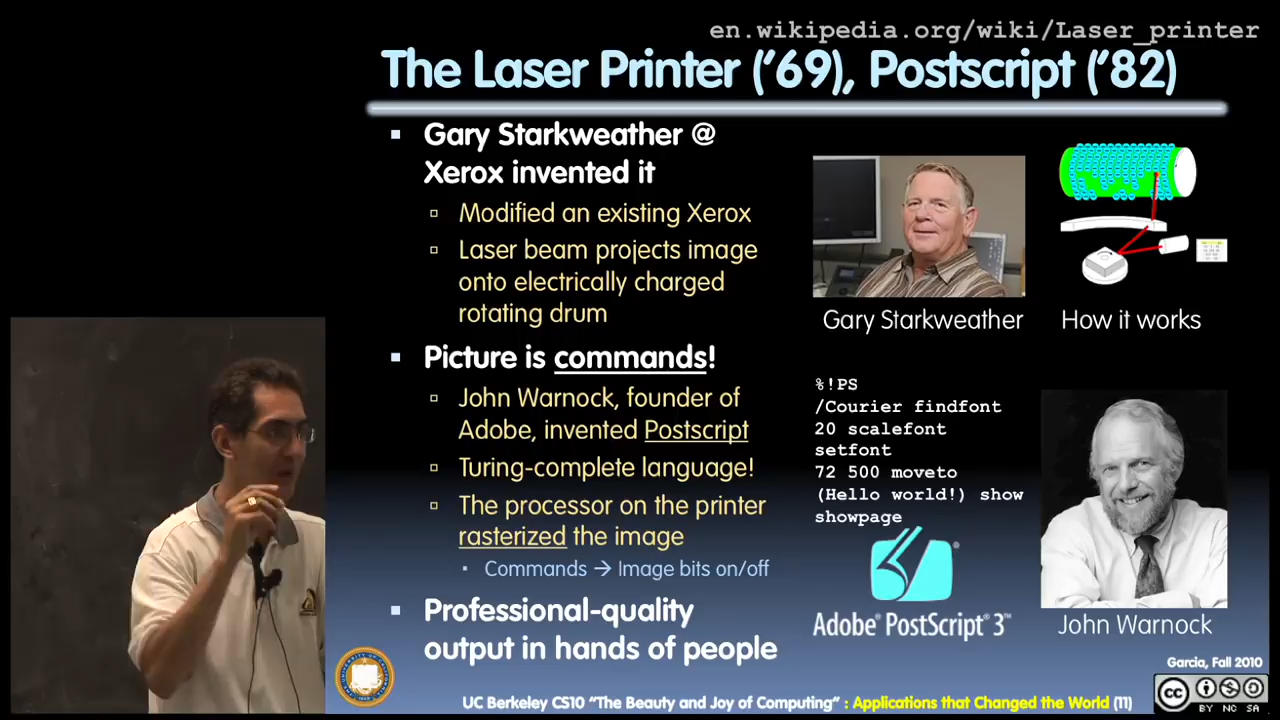 en.wikipedia.org/wiki/Laser_printer
The Laser Printer (’69), Postscript (’82)
Gary Starkweather @
Xerox invented it
Modified an existing Xerox
Laser beam projects image
onto electrically charged
rotating drum
Gary Starkweather
How it works
Picture is commands!
John Warnock, founder of
Adobe, invented Postscript
Turing-complete language!
The processor on the printer
rasterized the image
Commands → Image bits on/off
Professional-quality
output in hands of people
%!PS
/Courier findfont
20 scalefont
setfont
72 500 moveto
(Hello world!) show
showpage
Adobe® PostScript® 3™
John Warnock
Garcia, Fall 2010
UC Berkeley CS10 “The Beauty and Joy of Computing” : Applications that Changed the World (11)
cc
BY NC SA